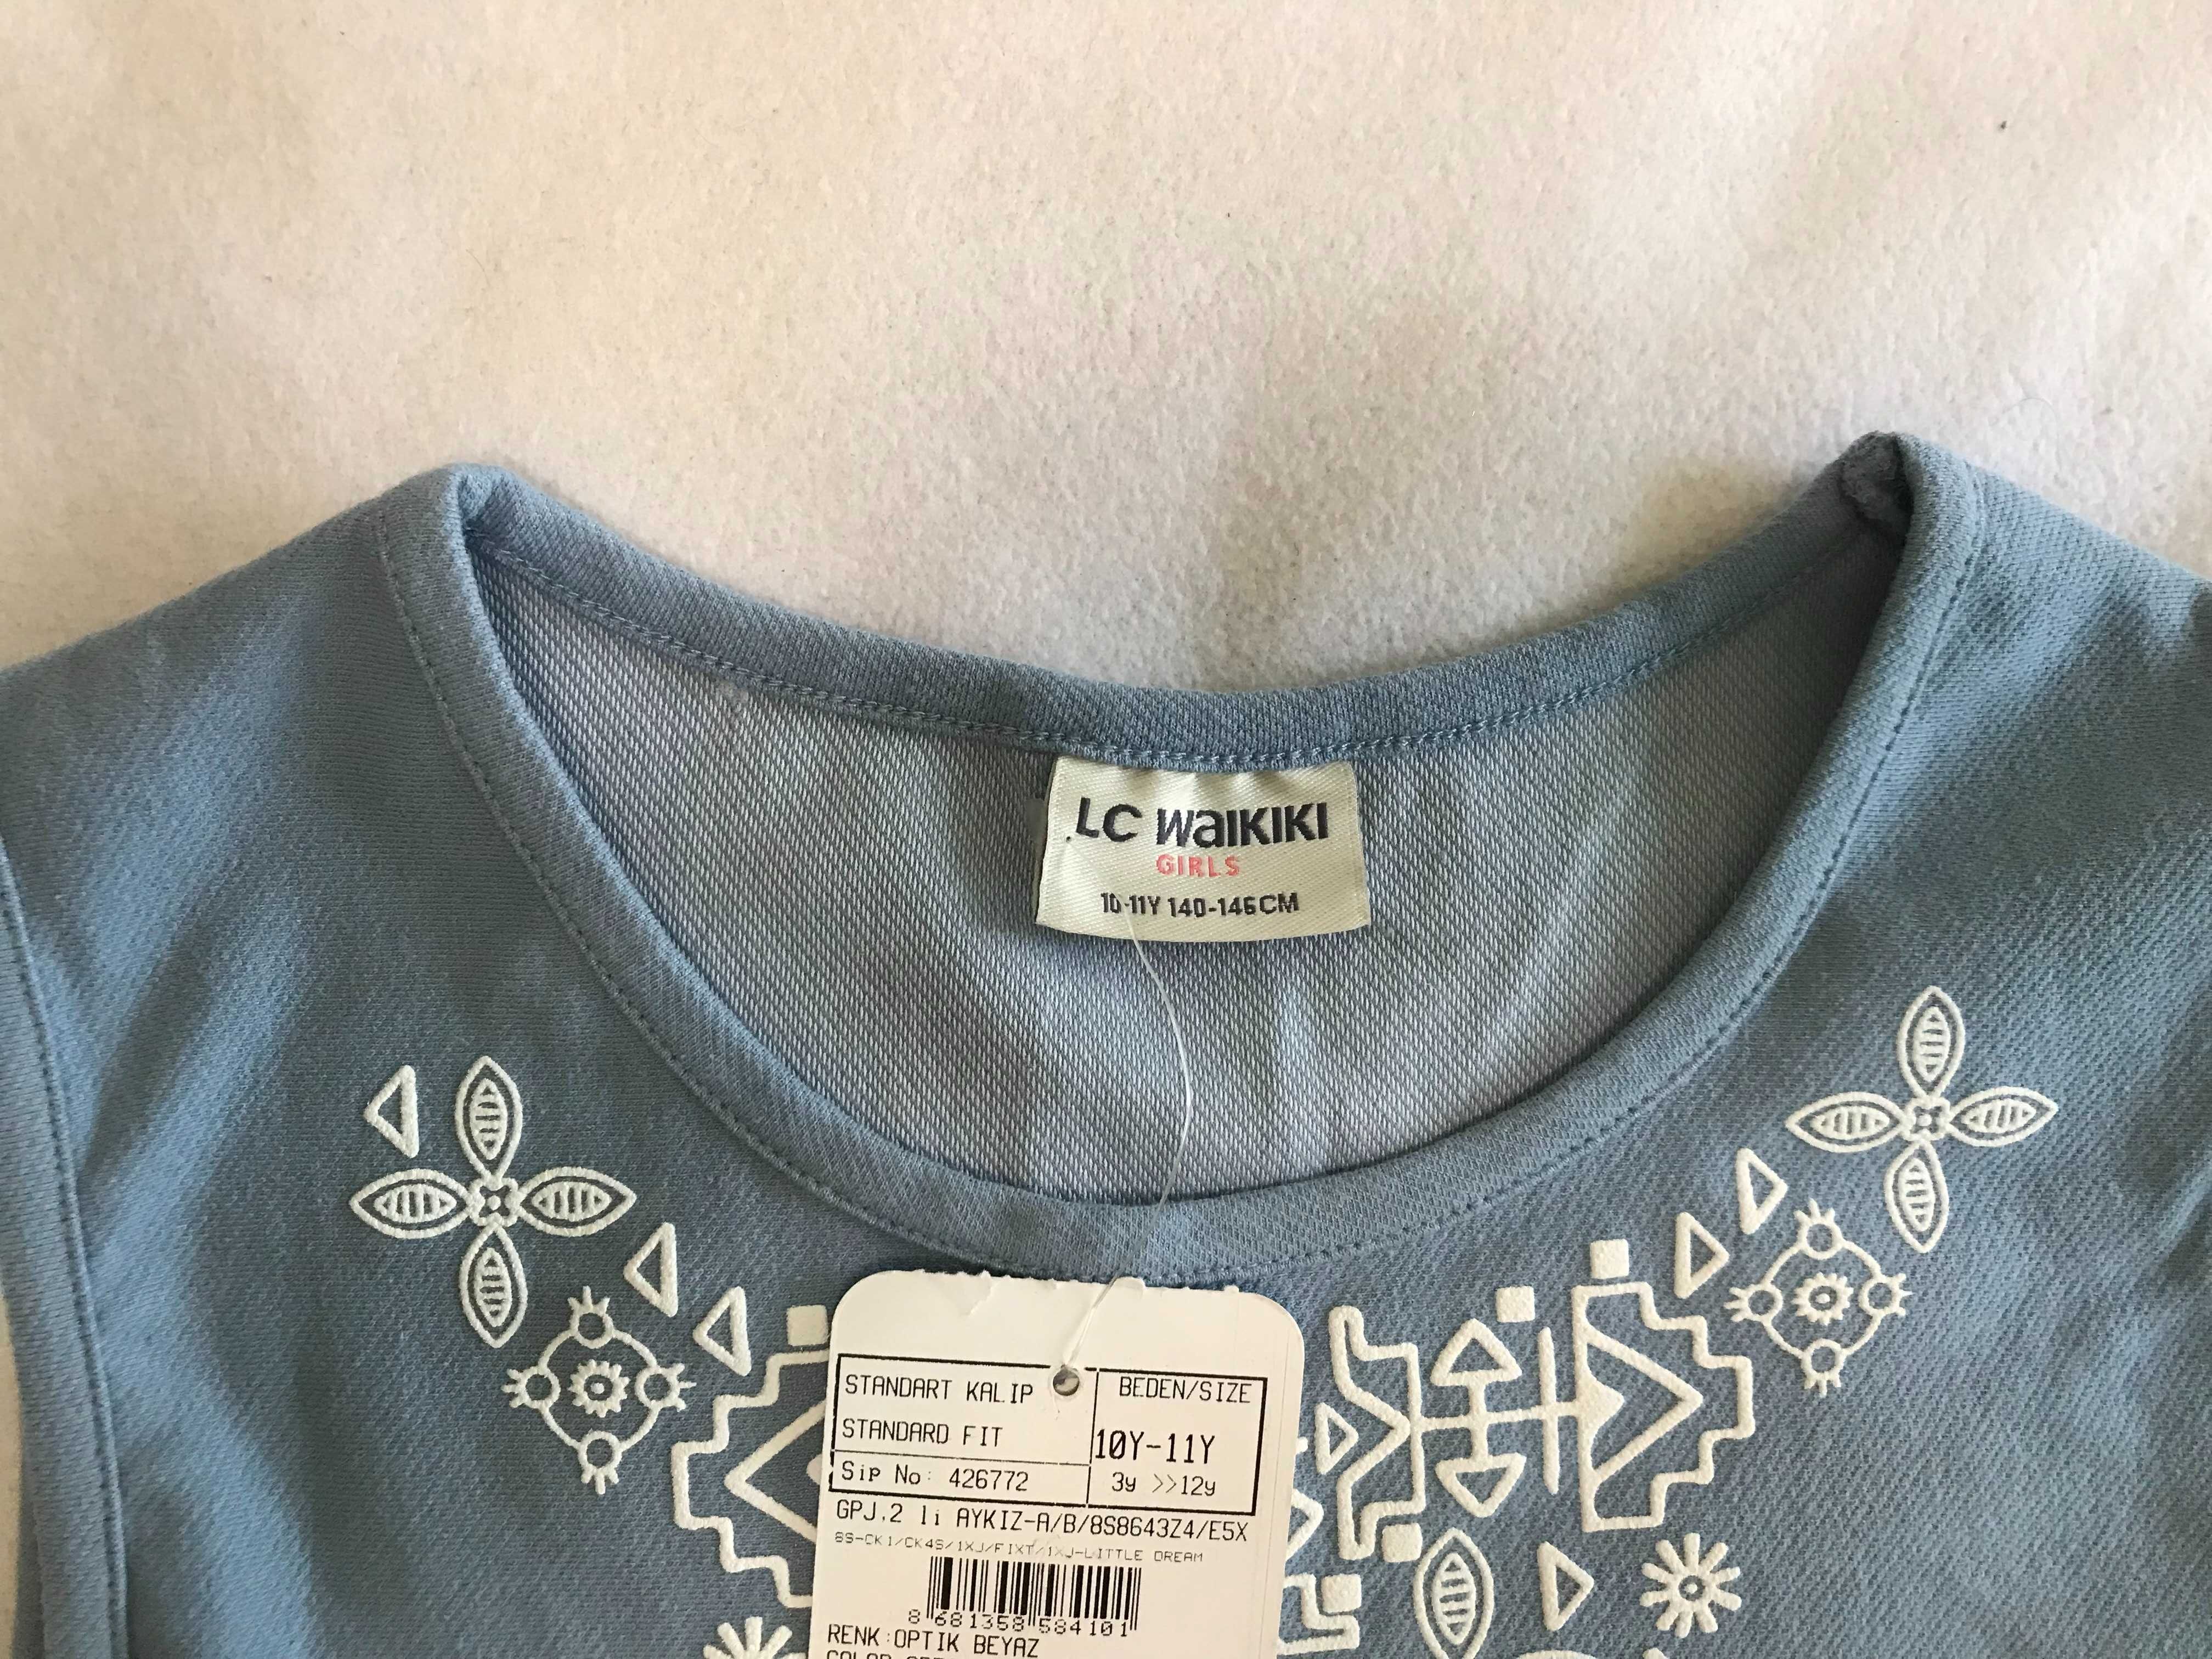 LC WAIKIKI
GIRLS
10-11Y 140-146CM
STANDART KALIP
STANDARD FIT
BEDEN/SIZE
10Y-11Y
Sip No: 426772
3y >>12y
GPJ.2 li AYKIZ-A/B/8S8643Z4/E5X
8S-CK1/CK4S/1XJ/FIXT/1XJ-LITTLE DREAM
8 681358 584101
RENK:OPTIK BEYAZ